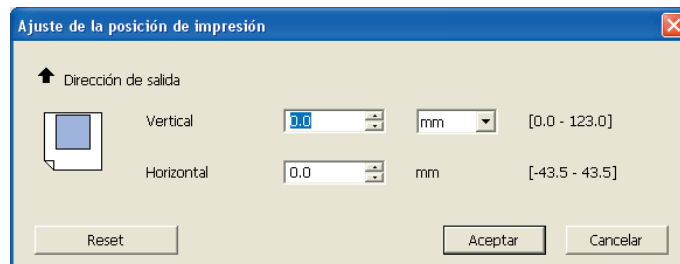 Ajuste de la posición de impresión
Dirección de salida
Vertical 0.0 mm [0.0 - 123.0]
Horizontal 0.0 mm [-43.5 - 43.5]
Reset Aceptar Cancelar